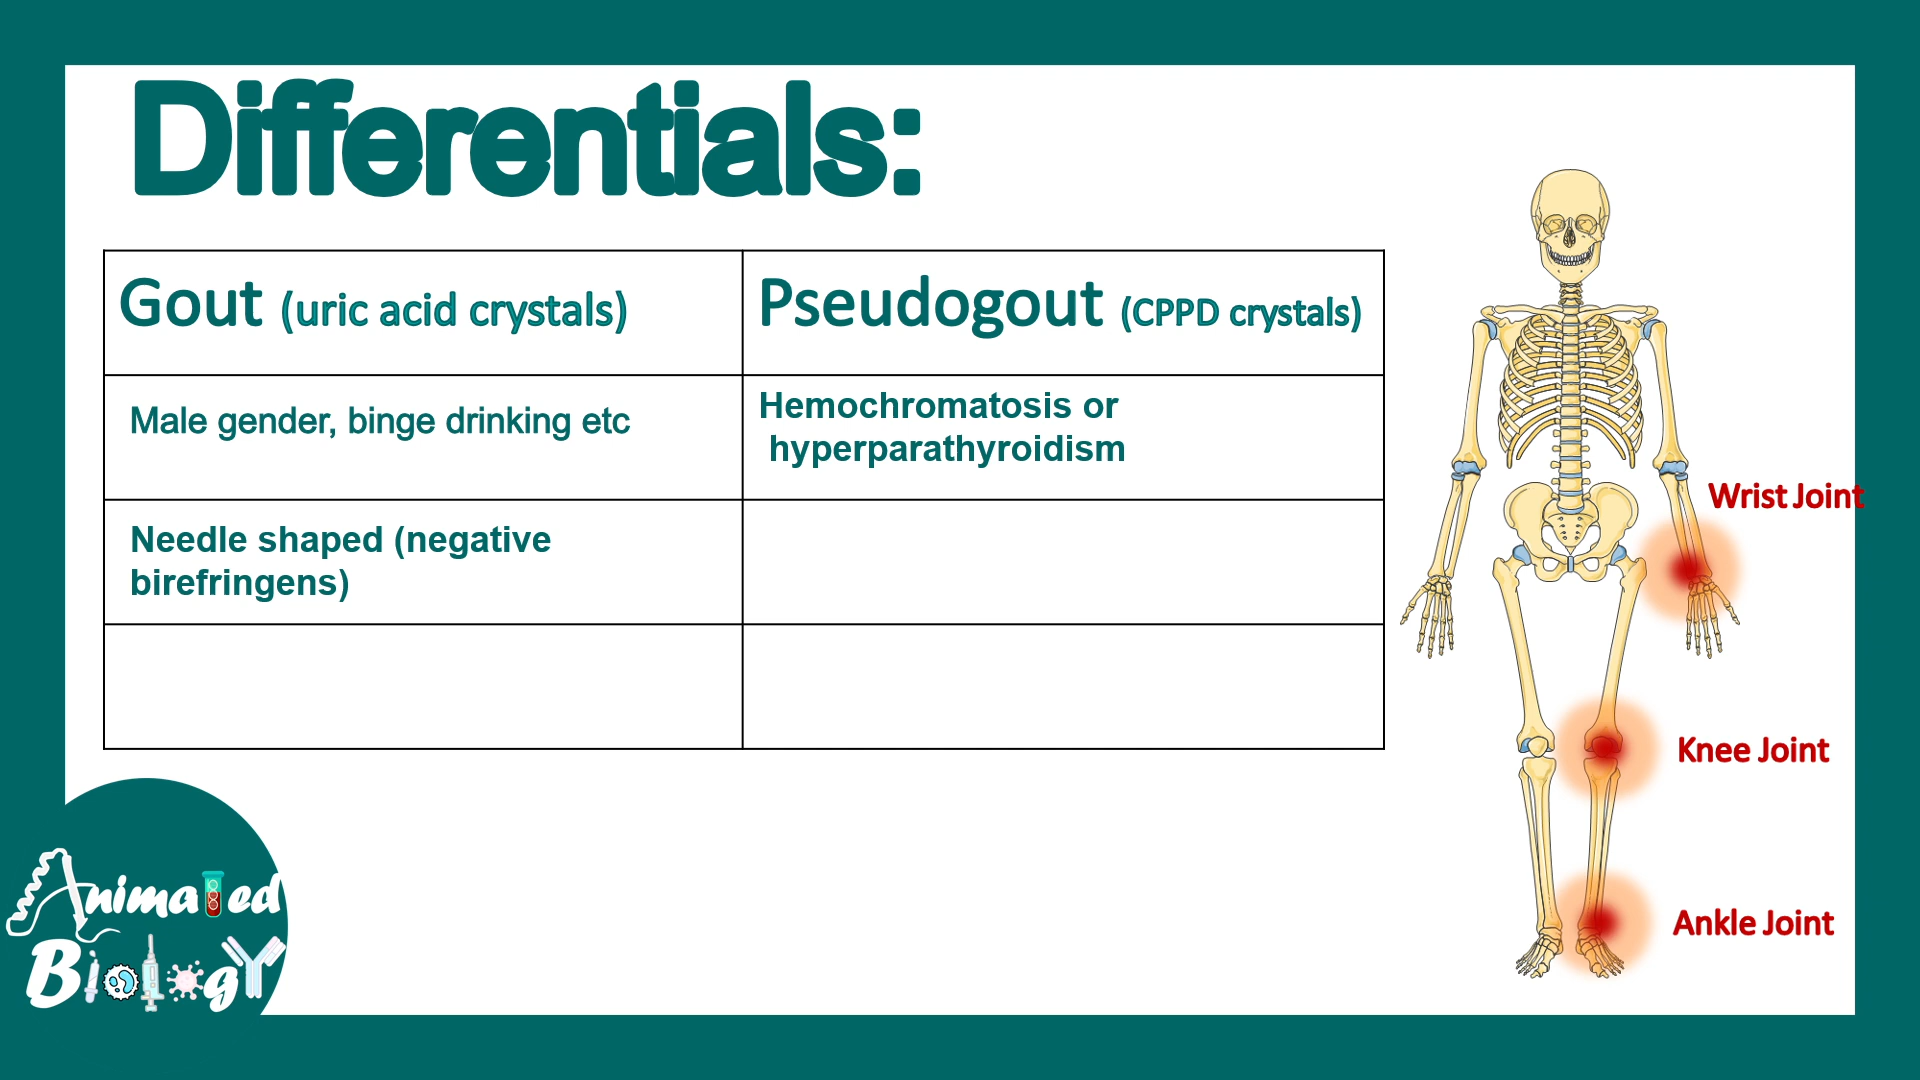 Differentials:
Gout (uric acid crystals)
Pseudogout (CPPD crystals)
Male gender, binge drinking etc
Hemochromatosis or
hyperparathyroidism
Needle shaped (negative
birefringens)
Wrist Joint
Knee Joint
Ankle Joint
Animated
BiologY